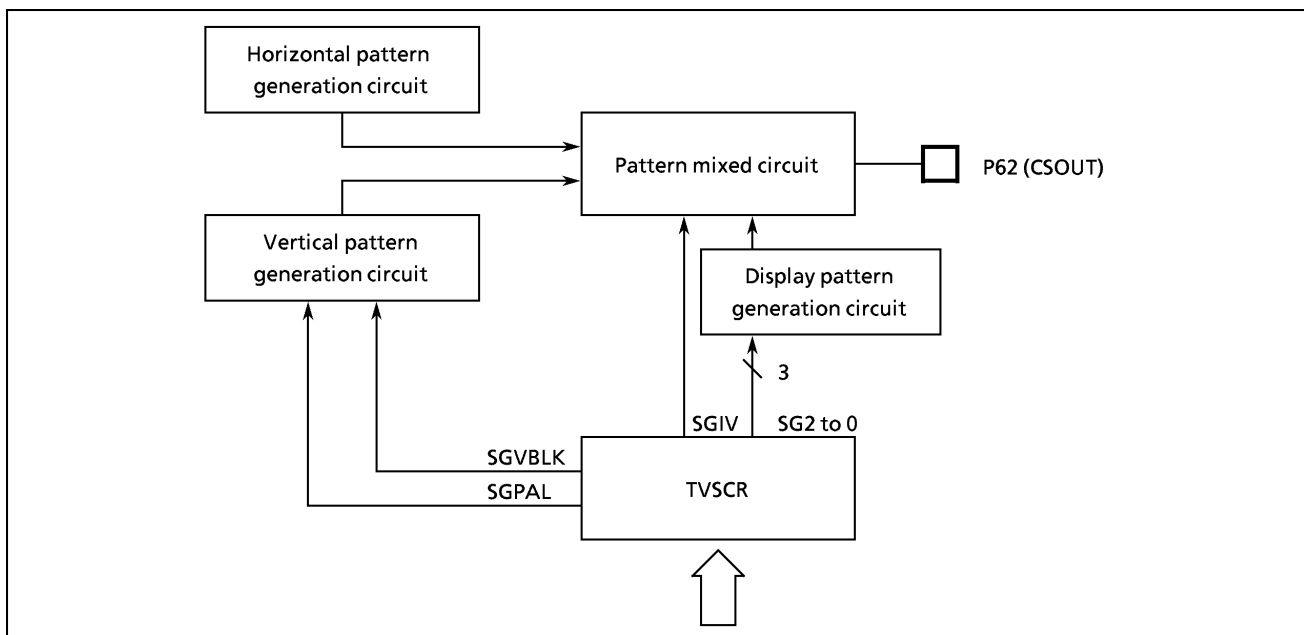 Horizontal pattern
generation circuit
Pattern mixed circuit
P62 (CSOUT)
Vertical pattern
generation circuit
Display pattern
generation circuit
3
SGIV
SG2 to 0
SGVBLK
SGPAL
TVSCR